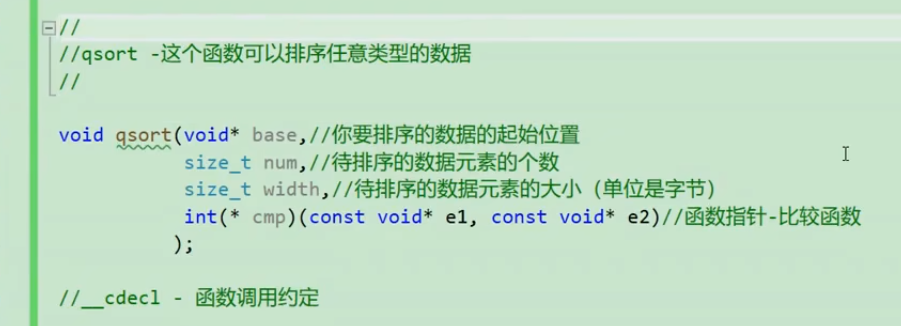 //
//qsort -这个函数可以排序任意类型的数据
//
void qsort(void* base,//你要排序的数据的起始位置
size_t num,//待排序的数据元素的个数
size_t width,//待排序的数据元素的大小（单位是字节）
int(* cmp)(const void* e1, const void* e2)//函数指针-比较函数
);
//__cdecl - 函数调用约定